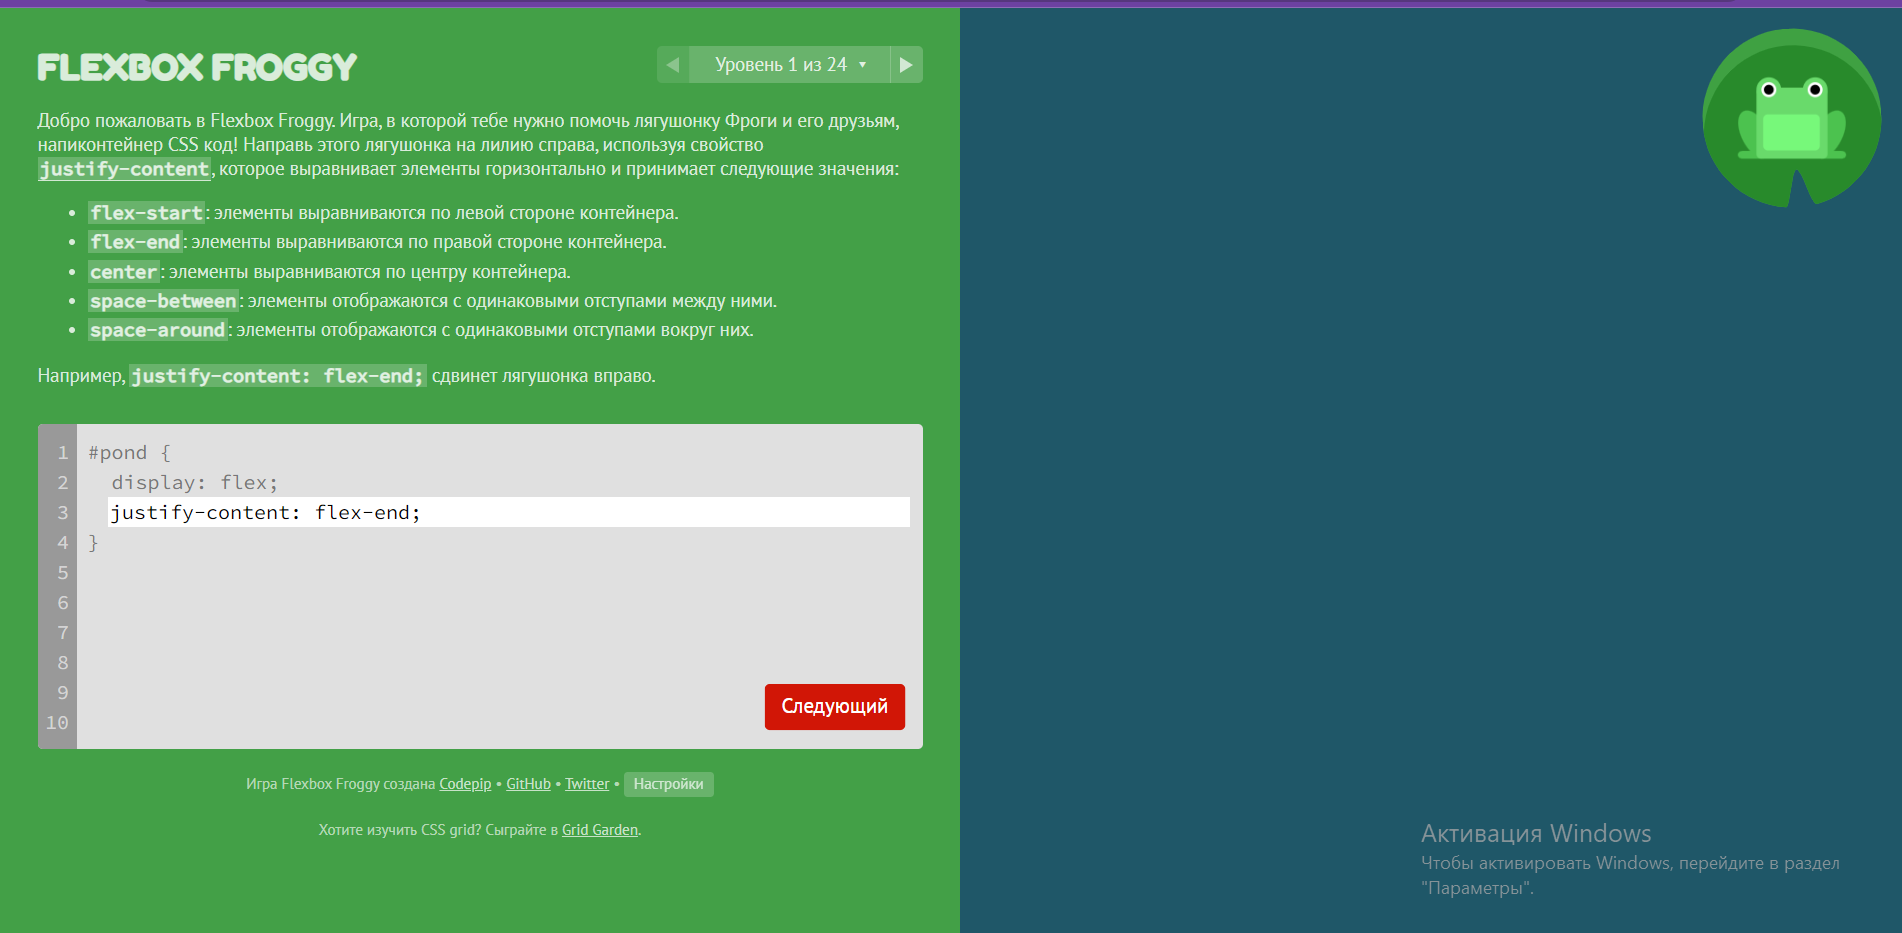 FLEXBOX FROGGY
Уровень 1 из 24
Добро пожаловать в Flexbox Froggy. Игра, в которой тебе нужно помочь лягушонку Фроги и его друзьям,
напиконтейнер CSS код! Направь этого лягушонка на лилию справа, используя свойство
justify-content, которое выравнивает элементы горизонтально и принимает следующие значения:
• flex-start: элементы выравниваются по левой стороне контейнера.
• flex-end: элементы выравниваются по правой стороне контейнера.
• center: элементы выравниваются по центру контейнера.
• space-between: элементы отображаются с одинаковыми отступами между ними.
• space-around: элементы отображаются с одинаковыми отступами вокруг них.
Например, justify-content: flex-end; сдвинет лягушонка вправо.
1 #pond {
2 display: flex;
3 justify-content: flex-end;
4 }
5
6
7
8
9
10
Следующий
Игра Flexbox Froggy создана Codepip • GitHub • Twitter • Настройки
Хотите изучить CSS grid? Сыграйте в Grid Garden.
Активация Windows
Чтобы активировать Windows, перейдите в раздел
"Параметры".